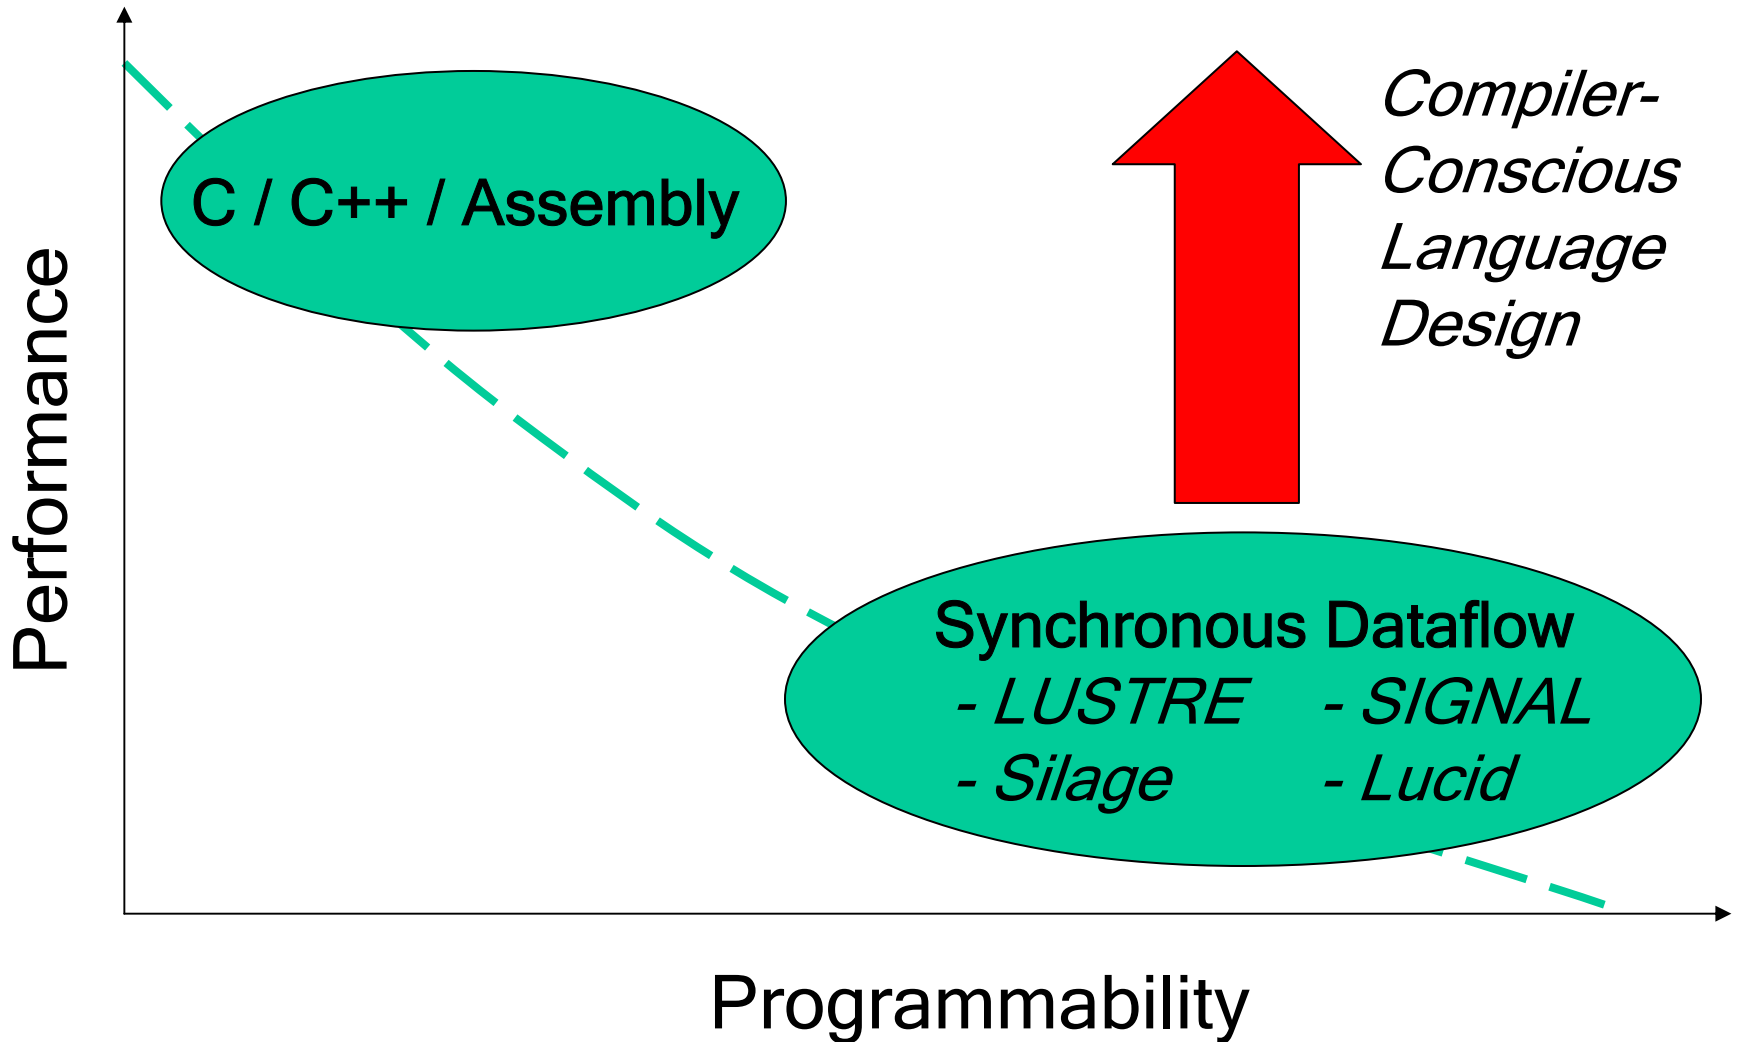 Performance
C / C++ / Assembly
Compiler-
Conscious
Language
Design
Synchronous Dataflow
- LUSTRE - SIGNAL
- Silage - Lucid
Programmability